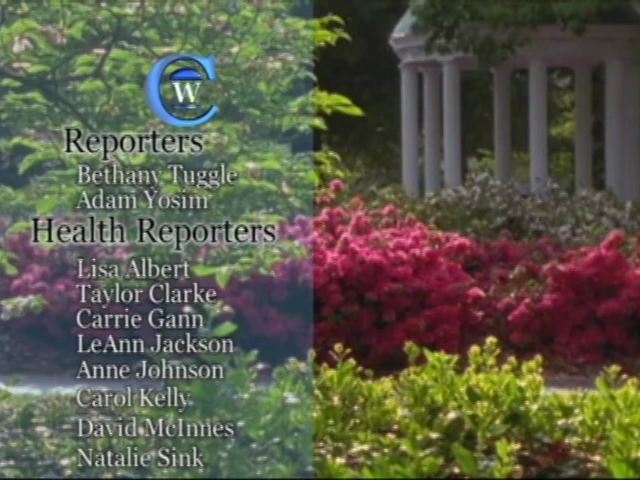 CW
Reporters
Bethany Tuggle
Adam Yosim
Health Reporters
Lisa Albert
Taylor Clarke
Carrie Gann
LeAnn Jackson
Anne Johnson
Carol Kelly
David McInnes
Natalie Sink